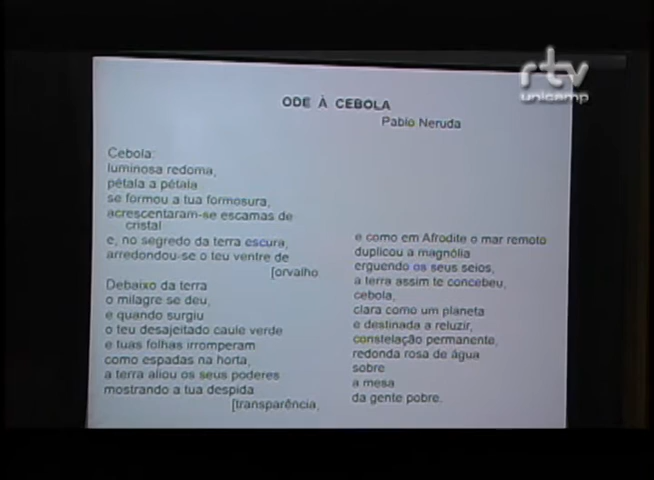 rtv
unicamp
ODE À CEBOLA
Pablo Neruda
Cebola:
luminosa redoma,
pétala a pétala
se formou a tua formosura,
acrescentaram-se escamas de
cristal
e, no segredo da terra escura,
arredondou-se o teu ventre de
[orvalho
Debaixo da terra
o milagre se deu,
e quando surgiu
o teu desajeitado caule verde
e tuas folhas irromperam
como espadas na horta,
a terra aliou os seus poderes
mostrando a tua despida
[transparência,
e como em Afrodite o mar remoto
duplicou a magnólia
erguendo os seus seios,
a terra assim te concebeu,
cebola,
clara como um planeta
e destinada a reluzir,
constelação permanente,
redonda rosa de água
sobre
a mesa
da gente pobre.